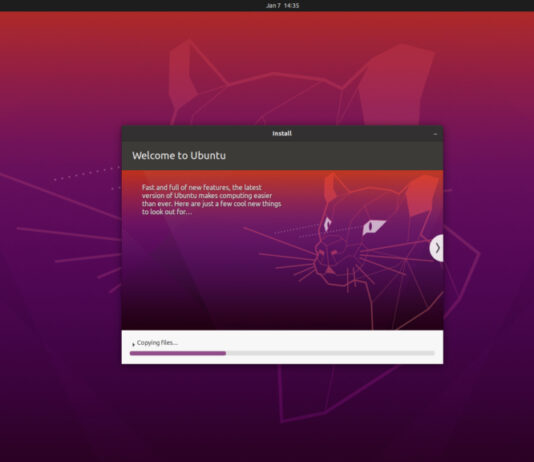 Jan 7 14:35
Install
Welcome to Ubuntu
Fast and full of new features, the latest
version of Ubuntu makes computing easier
than ever. Here are just a few cool new things
to look out for...
Copying files...